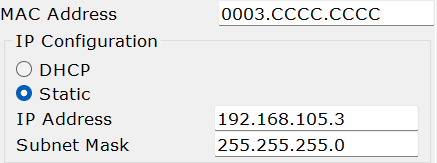 MAC Address 0003.CCCC.CCCC
IP Configuration
DHCP
Static
IP Address 192.168.105.3
Subnet Mask 255.255.255.0